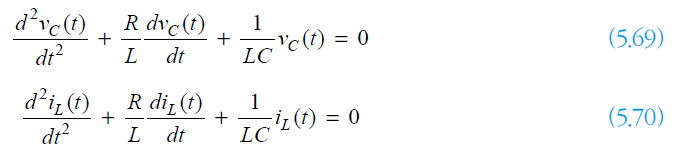 d²v_C(t)/dt² + R/L dv_C(t)/dt + 1/LC v_C(t) = 0 (5.69)
d²i_L(t)/dt² + R/L di_L(t)/dt + 1/LC i_L(t) = 0 (5.70)